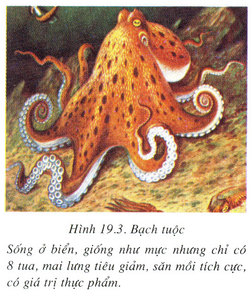 Hình 19.3. Bạch tuộc
Sống ở biển, giống như mực nhưng chỉ có
8 tua, mai lưng tiêu giảm, săn mồi tích cực,
có giá trị thực phẩm.